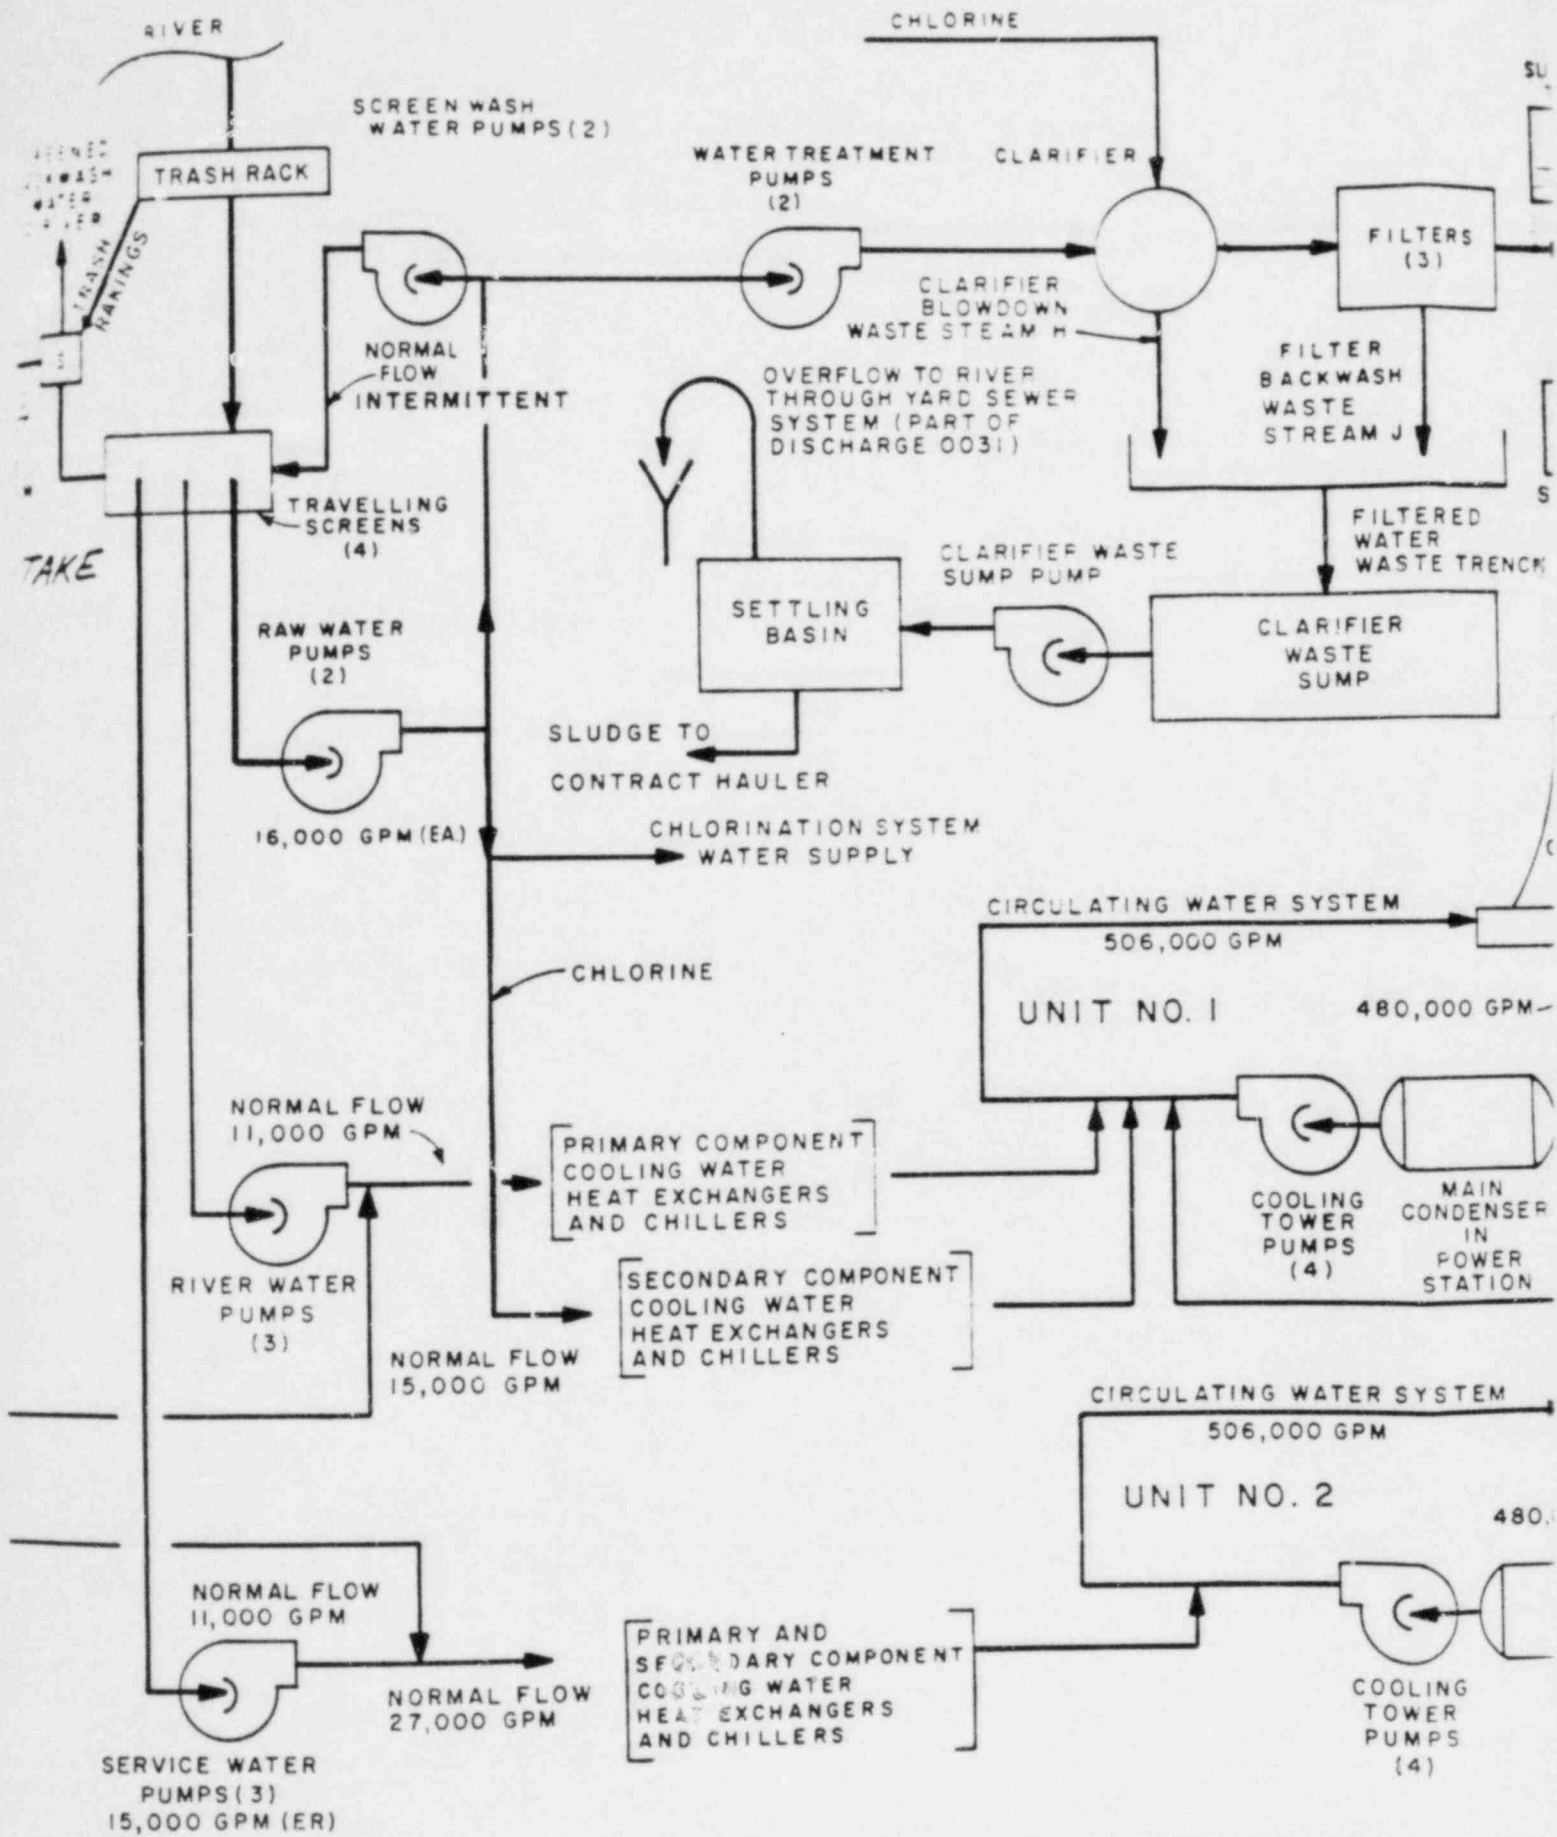 RIVER
CHLORINE
SCREEN WASH
WATER PUMPS (2)
TRASH RACK
TRASH
RAKINGS
WATER TREATMENT
PUMPS
(2)
CLARIFIER
FILTERS
(3)
WATER
NORMAL
FLOW
INTERMITTENT
CLARIFIER
BLOWDOWN
WASTE STEAM H
FILTER
BACKWASH
WASTE
STREAM J
OVERFLOW TO RIVER
THROUGH YARD SEWER
SYSTEM (PART OF
DISCHARGE 0031)
TRAVELLING
SCREENS
(4)
TAKE
FILTERED
WATER
WASTE TRENCH
CLARIFIER WASTE
SUMP PUMP
SETTLING
BASIN
CLARIFIER
WASTE
SUMP
RAW WATER
PUMPS
(2)
16,000 GPM (EA.)
SLUDGE TO
CONTRACT HAULER
CHLORINATION SYSTEM
WATER SUPPLY
CHLORINE
CIRCULATING WATER SYSTEM
506,000 GPM
UNIT NO. 1
480,000 GPM
NORMAL FLOW
11,000 GPM
PRIMARY COMPONENT
COOLING WATER
HEAT EXCHANGERS
AND CHILLERS
COOLING
TOWER
PUMPS
(4)
MAIN
CONDENSER
IN
POWER
STATION
RIVER WATER
PUMPS
(3)
SECONDARY COMPONENT
COOLING WATER
HEAT EXCHANGERS
AND CHILLERS
NORMAL FLOW
15,000 GPM
CIRCULATING WATER SYSTEM
506,000 GPM
UNIT NO. 2
480,
NORMAL FLOW
11,000 GPM
NORMAL FLOW
27,000 GPM
PRIMARY AND
SECONDARY COMPONENT
COOLING WATER
HEAT EXCHANGERS
AND CHILLERS
COOLING
TOWER
PUMPS
(4)
SERVICE WATER
PUMPS (3)
15,000 GPM (ER)